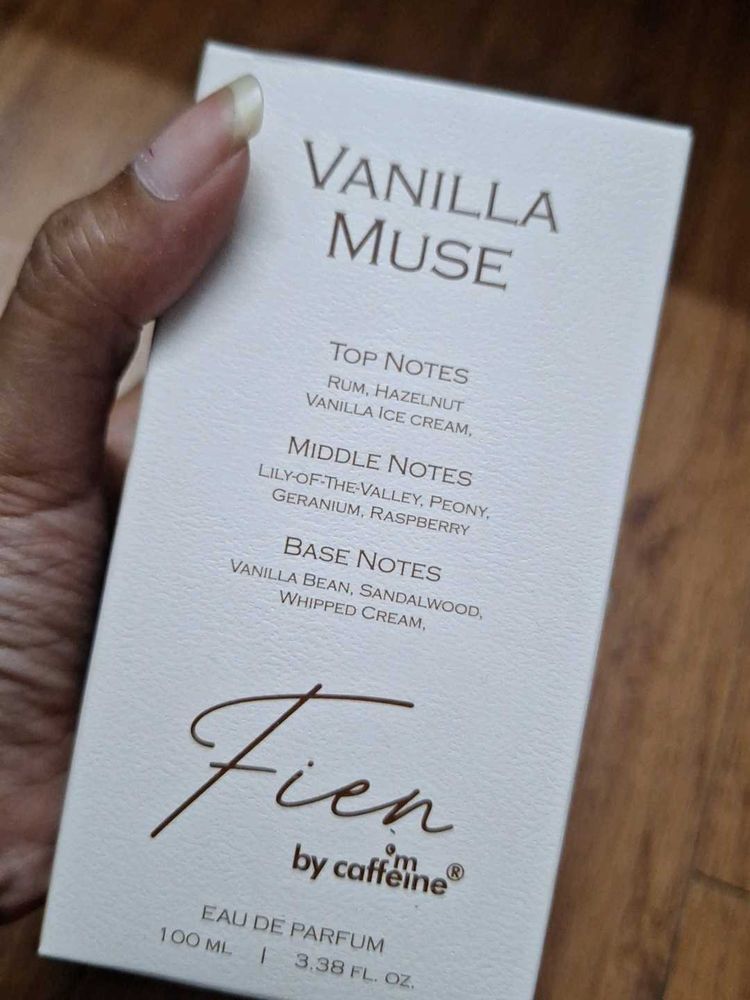 VANILLA
MUSE
TOP NOTES
RUM, HAZELNUT
VANILLA ICE CREAM,
MIDDLE NOTES
LILY-OF-THE-VALLEY, PEONY,
GERANIUM, RASPBERRY
BASE NOTES
VANILLA BEAN, SANDALWOOD,
WHIPPED CREAM,
Fien
by caffeine'm®
EAU DE PARFUM
100 ML | 3.38 FL. OZ.